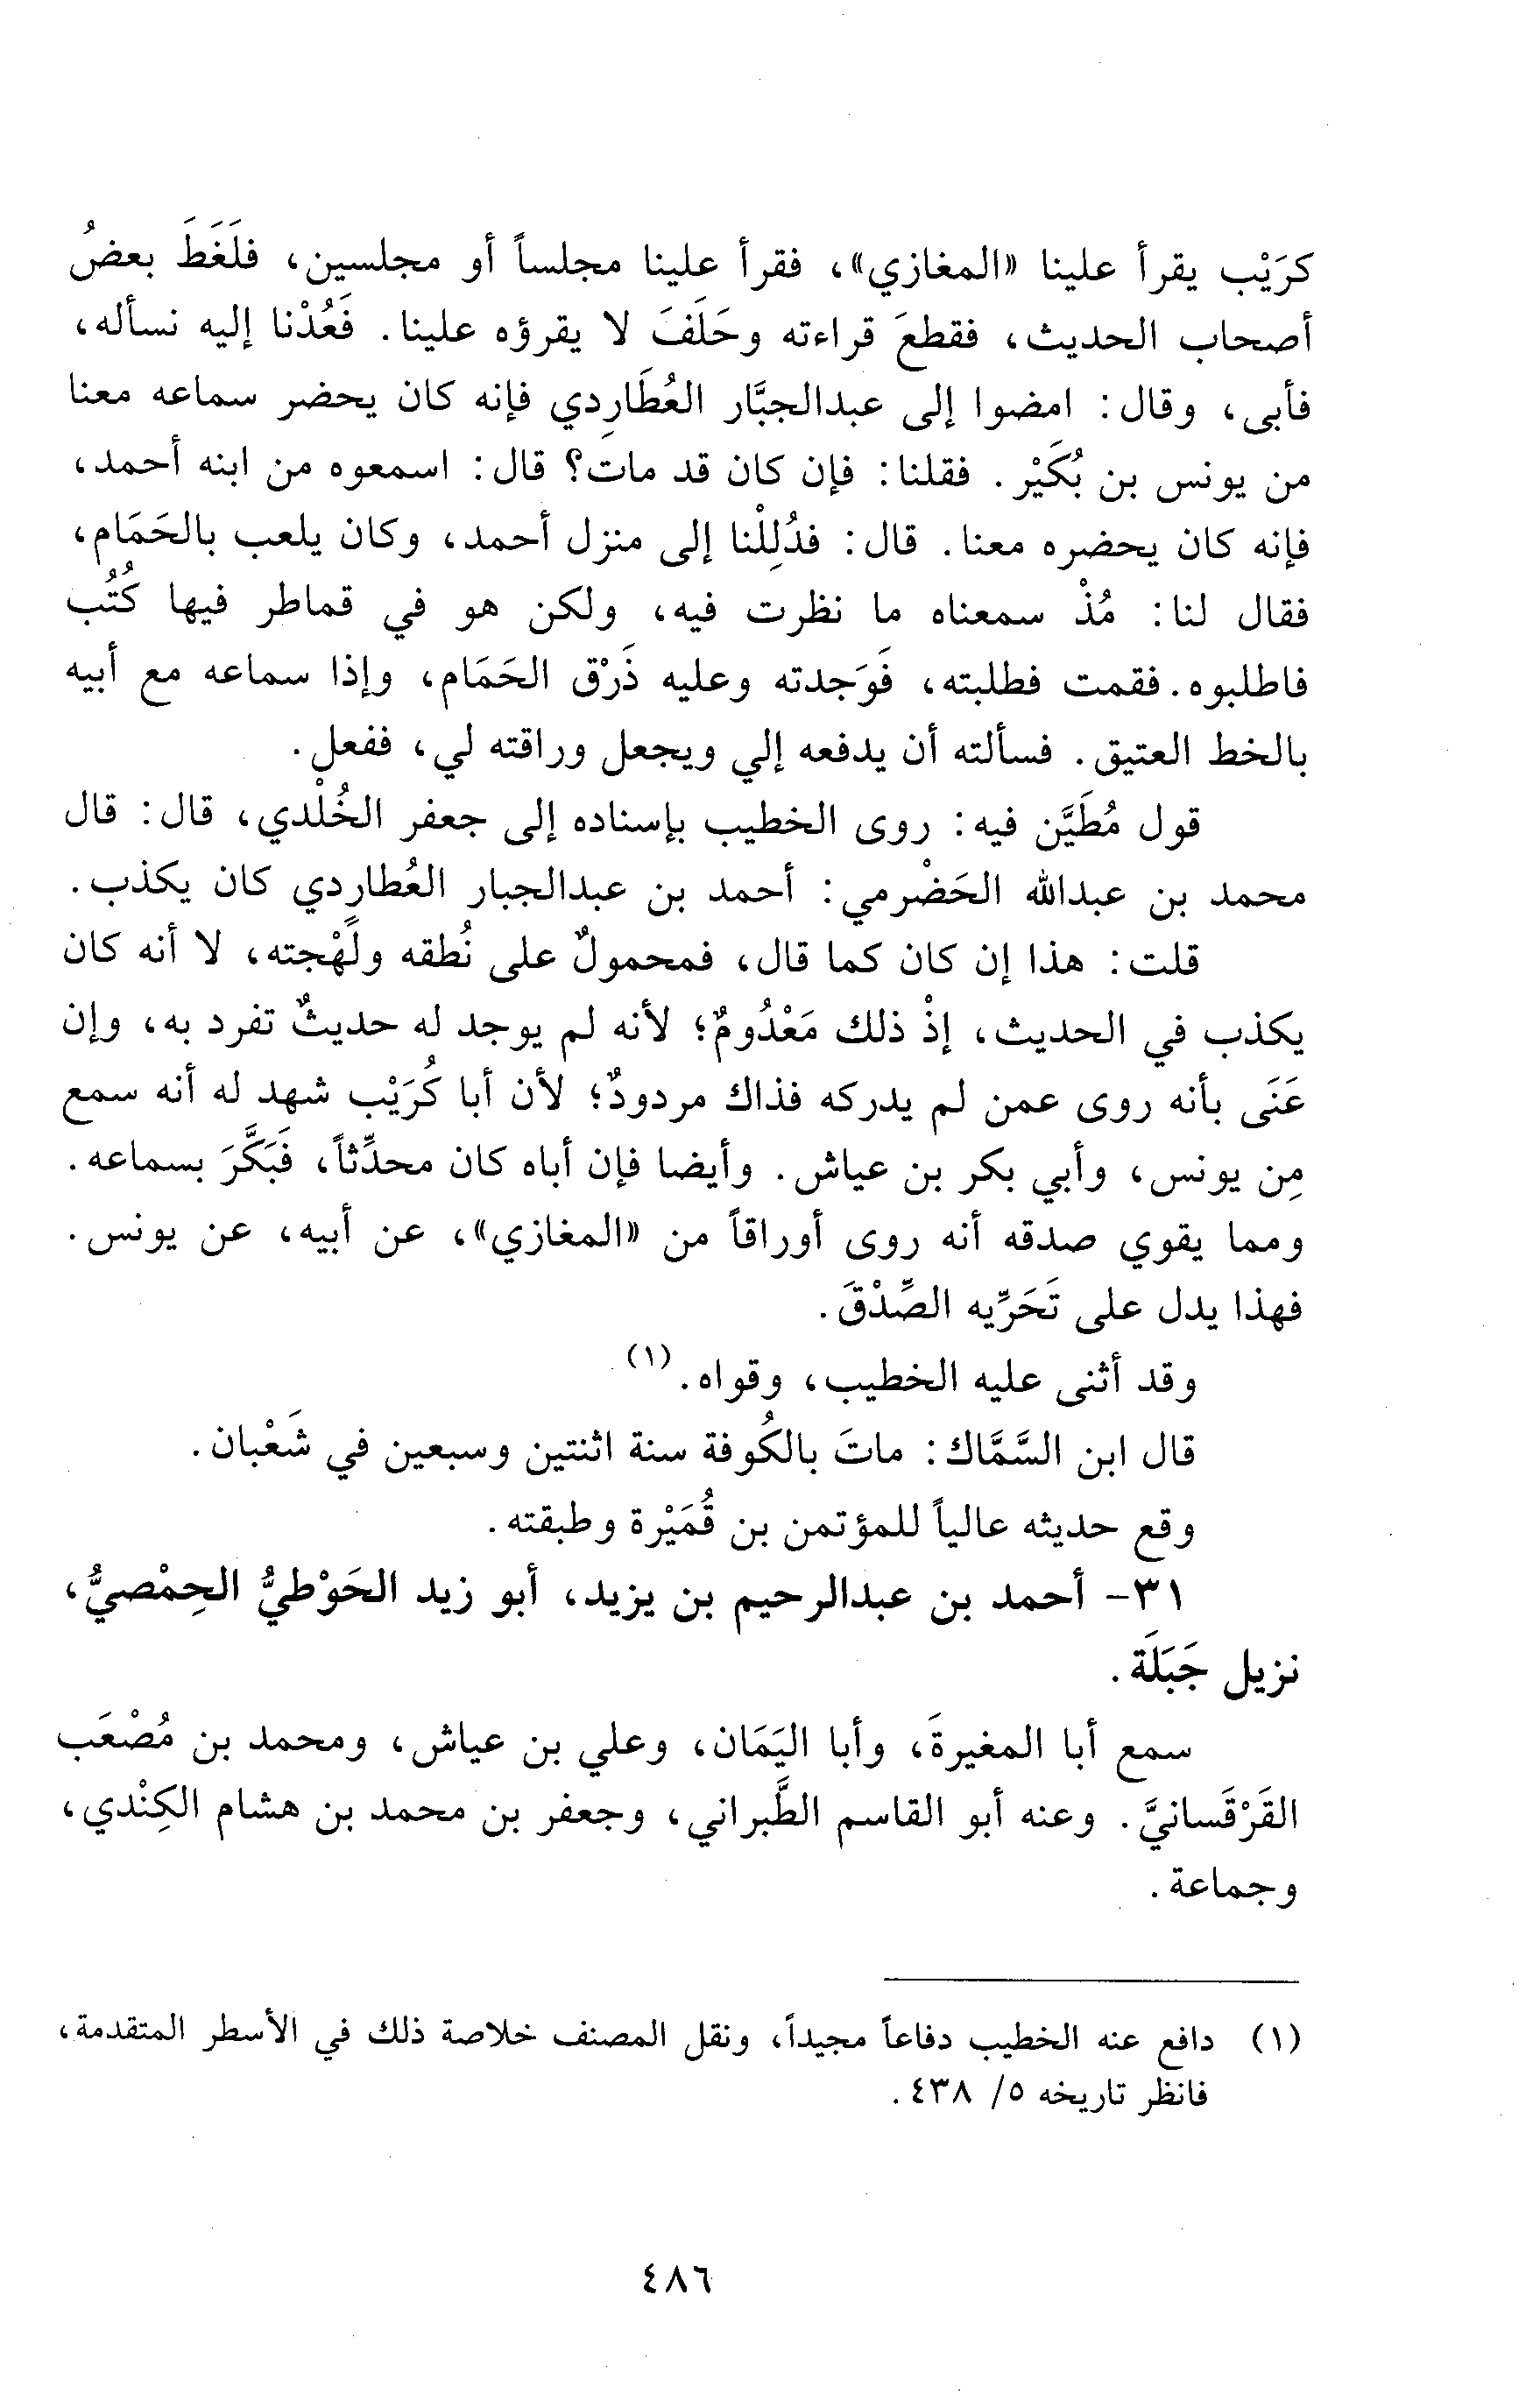 كرَيْب يقرأ علينا «المغازي»، فقرأ علينا مجلساً أو مجلسين، فلَغَطَ بعضُ
أصحاب الحديث، فقطعَ قراءته وحَلَفَ لا يقرؤه علينا. فَعُدْنا إليه نسأله،
فأبى، وقال: امضوا إلى عبدالجبَّار العُطَارِدي فإنه كان يحضر سماعه معنا
من يونس بن بُكَيْر. فقلنا: فإن كان قد مات؟ قال: اسمعوه من ابنه أحمد،
فإنه كان يحضره معنا. قال: فدُلِلْنا إلى منزل أحمد، وكان يلعب بالحَمَام،
فقال لنا: مُذْ سمعناه ما نظرت فيه، ولكن هو في قماطر فيها كُتُب
فاطلبوه. فقمت فطلبته، فَوَجدته وعليه ذَرْق الحَمَام، وإذا سماعه مع أبيه
بالخط العتيق. فسألته أن يدفعه إلي ويجعل وراقته لي، ففعل.
قول مُطَيَّن فيه: روى الخطيب بإسناده إلى جعفر الخُلْدي، قال: قال
محمد بن عبدالله الحَضْرمي: أحمد بن عبدالجبار العُطاردي كان يكذب.
قلت: هذا إن كان كما قال، فمحمولٌ على نُطقه ولَهْجته، لا أنه كان
يكذب في الحديث، إذْ ذلك مَعْدُومٌ؛ لأنه لم يوجد له حديثٌ تفرد به، وإن
عَنَى بأنه روى عمن لم يدركه فذاك مردودٌ؛ لأن أبا كُرَيْب شهد له أنه سمع
مِن يونس، وأبي بكر بن عياش. وأيضا فإن أباه كان محدِّثاً، فَبَكَّرَ بسماعه.
ومما يقوي صدقه أنه روى أوراقاً من «المغازي»، عن أبيه، عن يونس.
فهذا يدل على تَحَرِّيه الصِّدْقَ.
وقد أثنى عليه الخطيب، وقواه.(١)
قال ابن السَّمَّاك: ماتَ بالكُوفة سنة اثنتين وسبعين في شَعْبان.
وقع حديثه عالياً للمؤتمن بن قُمَيْرة وطبقته.
٣١- أحمد بن عبدالرحيم بن يزيد، أبو زيد الحَوْطيُّ الحِمْصيُّ،
نزيل جَبَلَة.
سمع أبا المغيرةَ، وأبا اليَمَان، وعلي بن عياش، ومحمد بن مُصْعَب
القَرْقَسانيَّ. وعنه أبو القاسم الطَّبراني، وجعفر بن محمد بن هشام الكِنْدي،
وجماعة.
(١) دافع عنه الخطيب دفاعاً مجيداً، ونقل المصنف خلاصة ذلك في الأسطر المتقدمة،
فانظر تاريخه ٥/ ٤٣٨.
٤٨٦